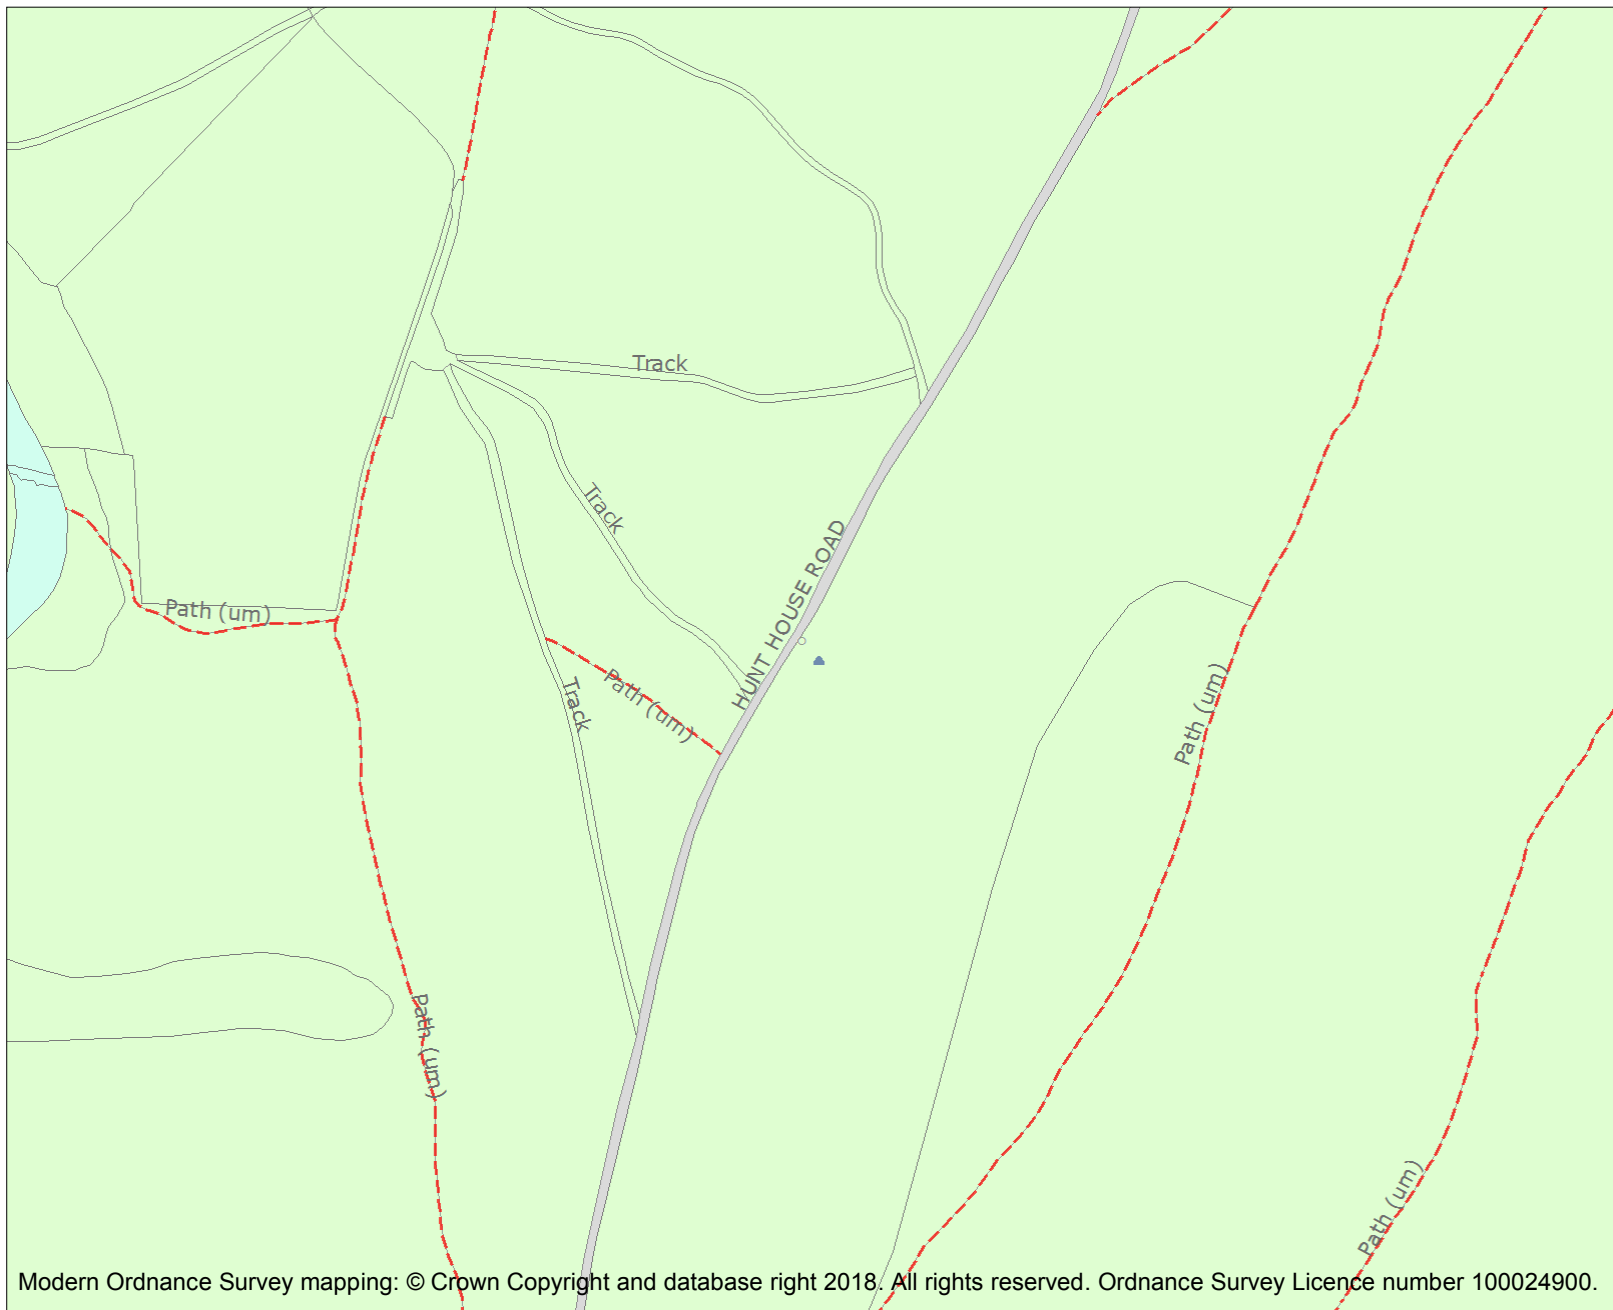 Track
Track
HUNT HOUSE ROAD
Path (um)
Path (um)
Track
Path (um)
Path (um)
Path (um)
Modern Ordnance Survey mapping: © Crown Copyright and database right 2018. All rights reserved. Ordnance Survey Licence number 100024900.